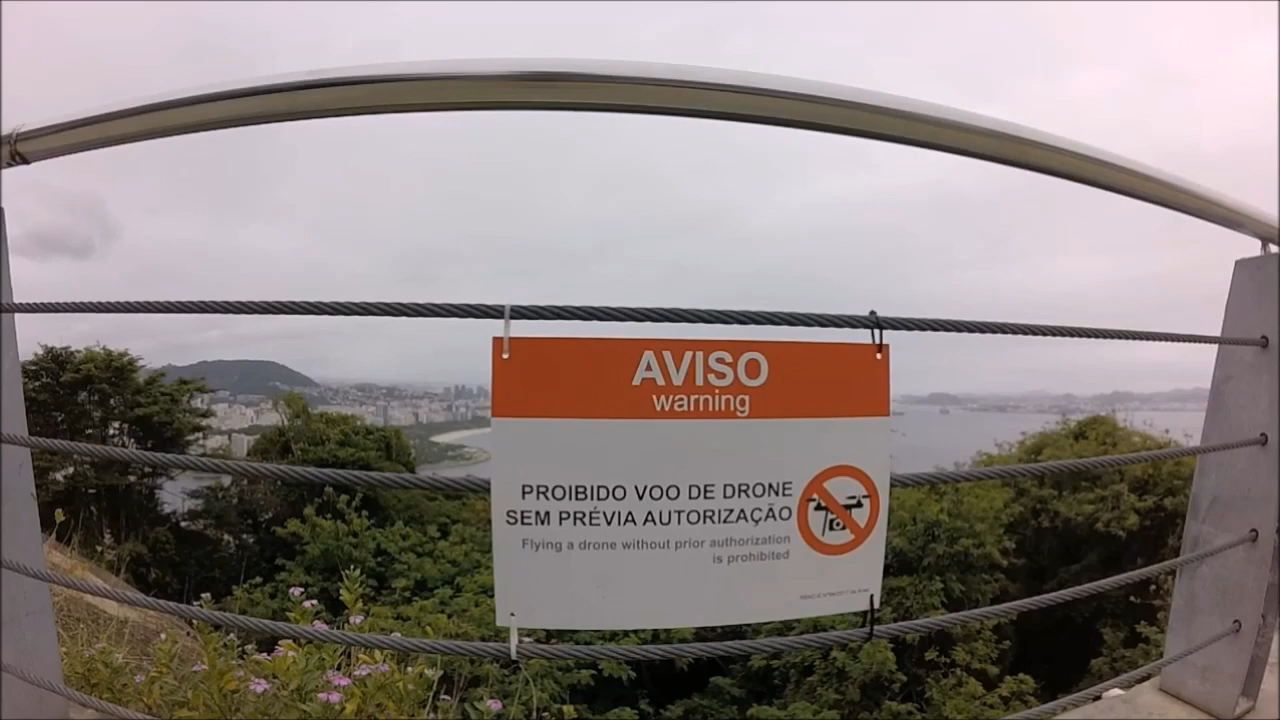 AVISO
warning
PROIBIDO VOO DE DRONE
SEM PRÉVIA AUTORIZAÇÃO
Flying a drone without prior authorization
is prohibited